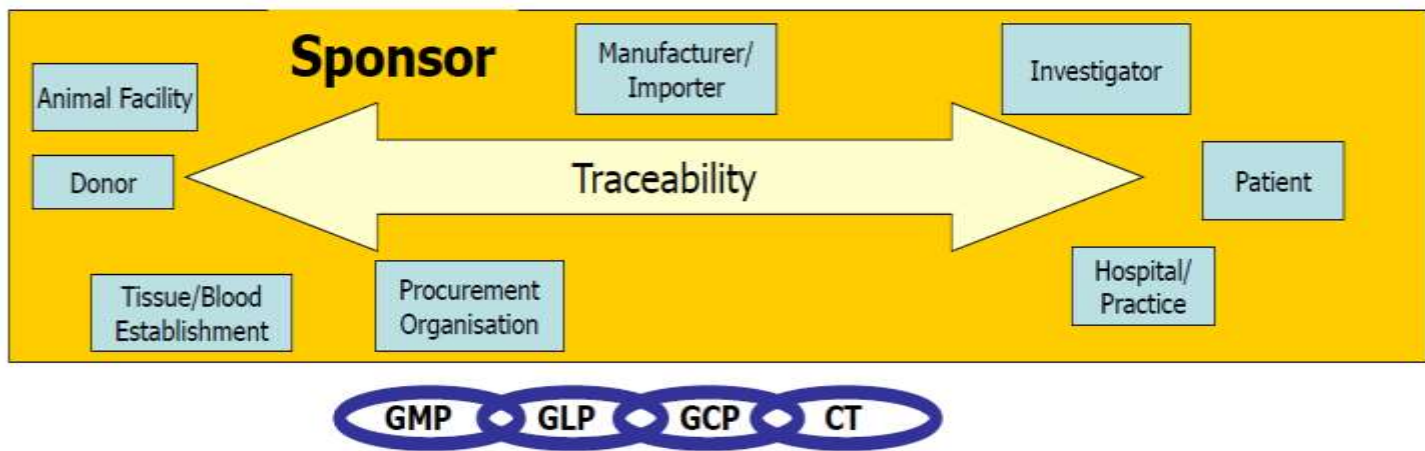 Sponsor
Manufacturer/
Importer
Investigator
Animal Facility
Donor
Traceability
Patient
Tissue/Blood
Establishment
Procurement
Organisation
Hospital/
Practice
GMP
GLP
GCP
CT